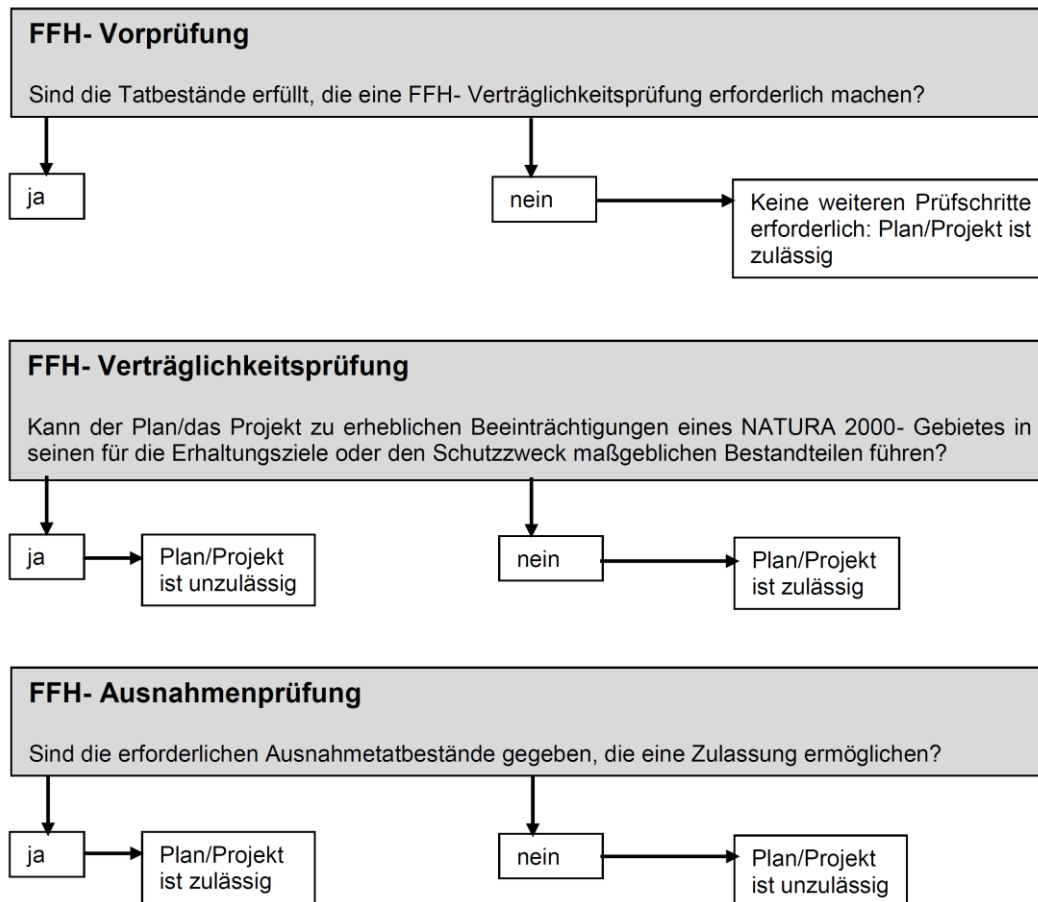 FFH- Vorprüfung
Sind die Tatbestände erfüllt, die eine FFH- Verträglichkeitsprüfung erforderlich machen?
ja
nein
Keine weiteren Prüfschritte
erforderlich: Plan/Projekt ist
zulässig
FFH- Verträglichkeitsprüfung
Kann der Plan/das Projekt zu erheblichen Beeinträchtigungen eines NATURA 2000- Gebietes in
seinen für die Erhaltungsziele oder den Schutzzweck maßgeblichen Bestandteilen führen?
ja
Plan/Projekt
ist unzulässig
nein
Plan/Projekt
ist zulässig
FFH- Ausnahmenprüfung
Sind die erforderlichen Ausnahmetatbestände gegeben, die eine Zulassung ermöglichen?
ja
Plan/Projekt
ist zulässig
nein
Plan/Projekt
ist unzulässig